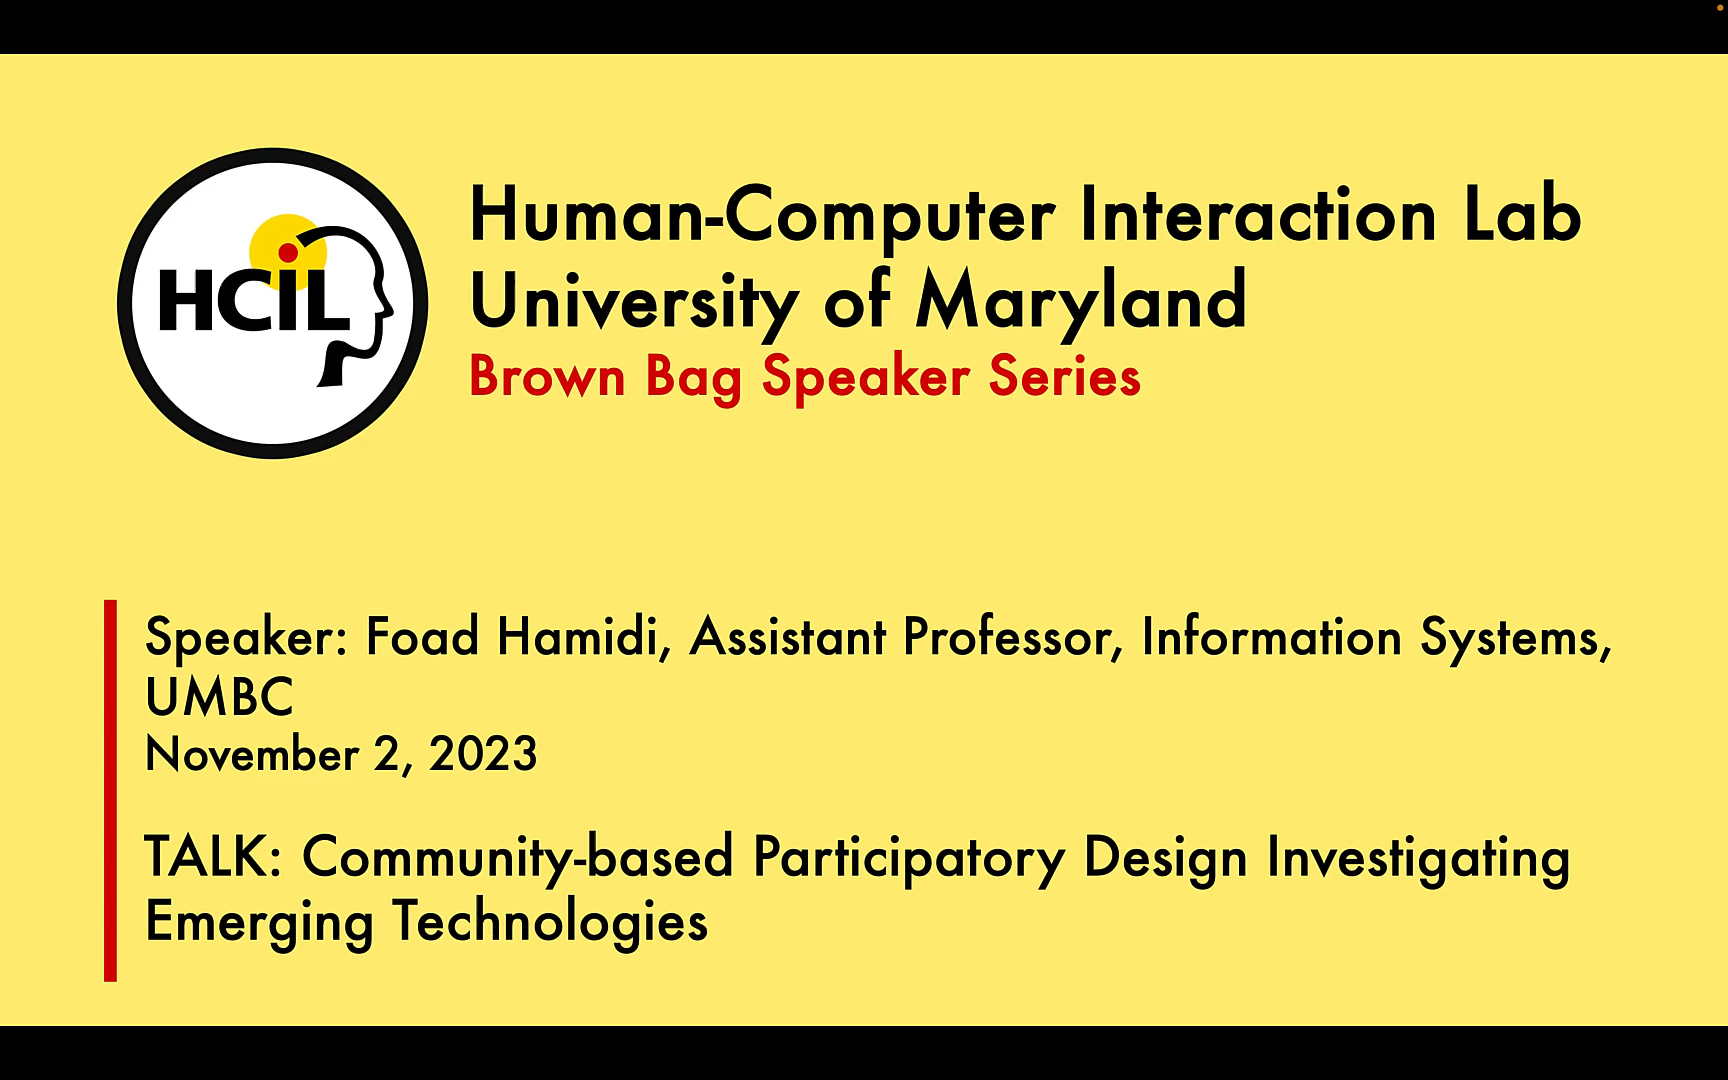 HCiL
Human-Computer Interaction Lab
University of Maryland
Brown Bag Speaker Series
Speaker: Foad Hamidi, Assistant Professor, Information Systems,
UMBC
November 2, 2023
TALK: Community-based Participatory Design Investigating
Emerging Technologies